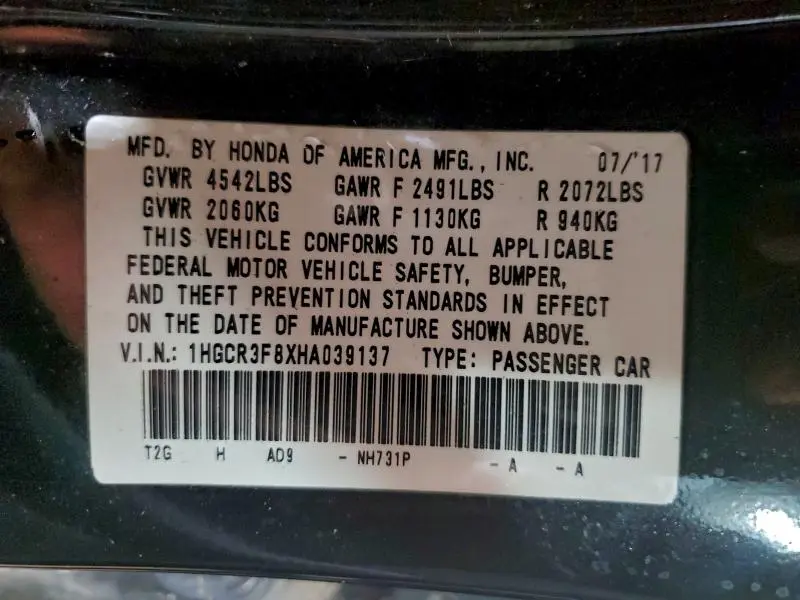 MFD. BY HONDA OF AMERICA MFG., INC. 07/'17
GVWR 4542LBS GAWR F 2491LBS R 2072LBS
GVWR 2060KG GAWR F 1130KG R 940KG
THIS VEHICLE CONFORMS TO ALL APPLICABLE
FEDERAL MOTOR VEHICLE SAFETY, BUMPER,
AND THEFT PREVENTION STANDARDS IN EFFECT
ON THE DATE OF MANUFACTURE SHOWN ABOVE.
V.I.N.: 1HGCR3F8XHA039137 TYPE: PASSENGER CAR
T2G H A09 - NH731P - A - A